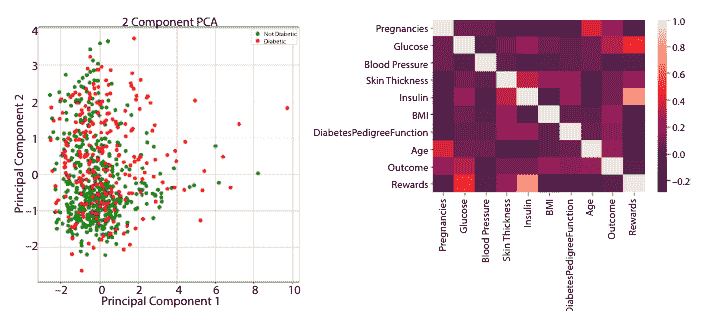 2 Component PCA
Not Diabetic
Diabetic
4
3
2
1
0
−1
−2
Principal Component 2
−2
0
2
4
6
8
10
Principal Component 1
Pregnancies
Glucose
Blood Pressure
Skin Thickness
Insulin
BMI
DiabetesPedigreeFunction
Age
Outcome
Rewards
Pregnancies
Glucose
Blood Pressure
Skin Thickness
Insulin
BMI
DiabetesPedigreeFunction
Age
Outcome
Rewards
1.0
0.8
0.6
0.4
0.2
0.0
−0.2